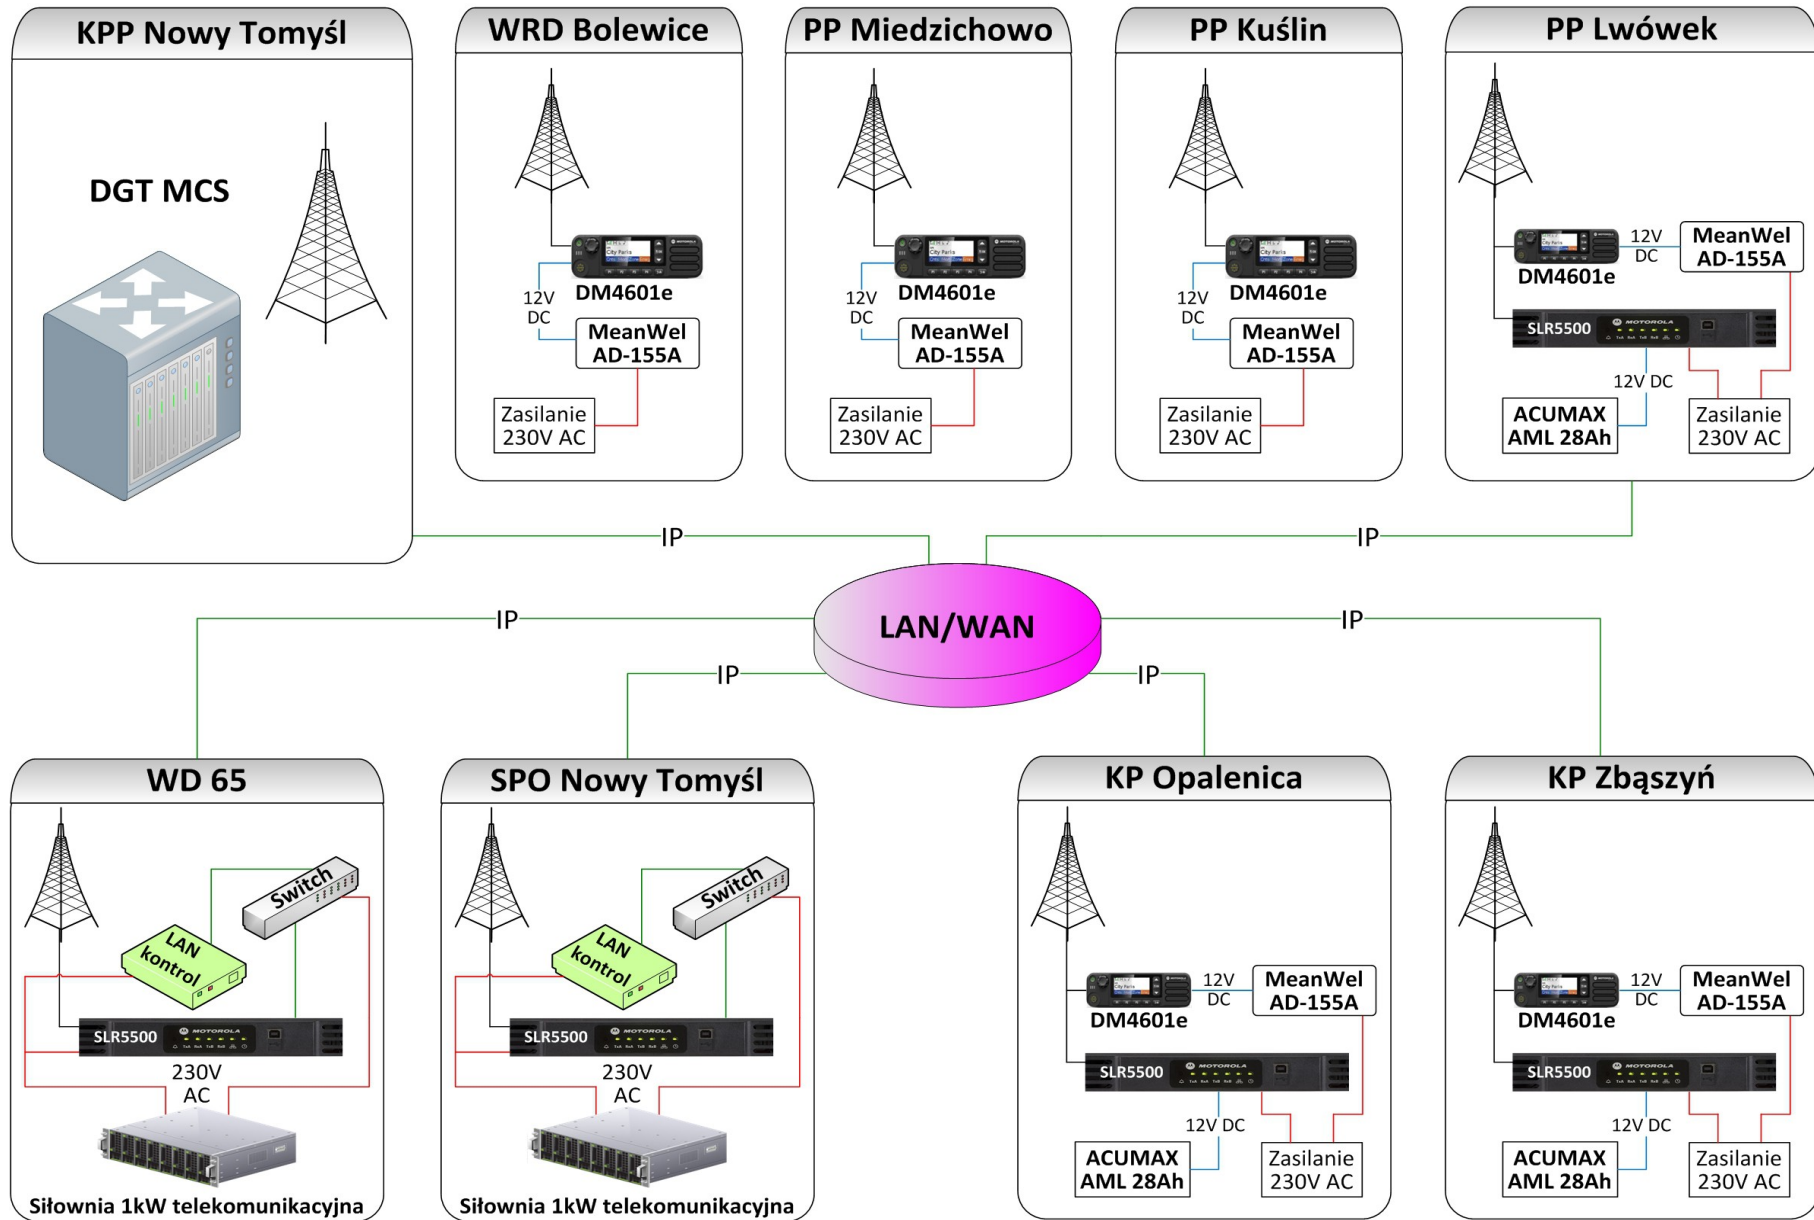 KPP Nowy Tomyśl
DGT MCS
WRD Bolewice
DM4601e
12V
DC
MeanWel
AD-155A
Zasilanie
230V AC
PP Miedzichowo
DM4601e
12V
DC
MeanWel
AD-155A
Zasilanie
230V AC
PP Kuślin
DM4601e
12V
DC
MeanWel
AD-155A
Zasilanie
230V AC
PP Lwówek
12V
DC
MeanWel
AD-155A
DM4601e
SLR5500
MOTOROLA
12V DC
ACUMAX
AML 28Ah
Zasilanie
230V AC
IP
IP
IP
LAN/WAN
IP
IP
IP
WD 65
Switch
LAN
kontrol
SLR5500
MOTOROLA
230V
AC
Siłownia 1kW telekomunikacyjna
SPO Nowy Tomyśl
Switch
LAN
kontrol
SLR5500
MOTOROLA
230V
AC
Siłownia 1kW telekomunikacyjna
KP Opalenica
12V
DC
MeanWel
AD-155A
DM4601e
SLR5500
MOTOROLA
12V DC
ACUMAX
AML 28Ah
Zasilanie
230V AC
KP Zbąszyń
12V
DC
MeanWel
AD-155A
DM4601e
SLR5500
MOTOROLA
12V DC
ACUMAX
AML 28Ah
Zasilanie
230V AC